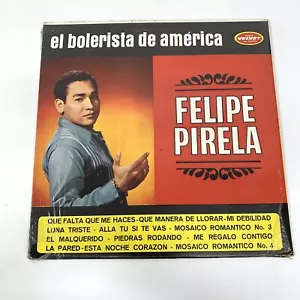 el bolerista de américa
VELVET
FELIPE
PIRELA
QUE FALTA QUE ME HACES - QUE MANERA DE LLORAR - MI DEBILIDAD
LUNA TRISTE - ALLA TU SI TE VAS - MOSAICO ROMANTICO No. 3
EL MALQUERIDO - PIEDRAS RODANDO - ME REGALO CONTIGO
LA PARED - ESTA NOCHE CORAZON - MOSAICO ROMANTICO No. 4